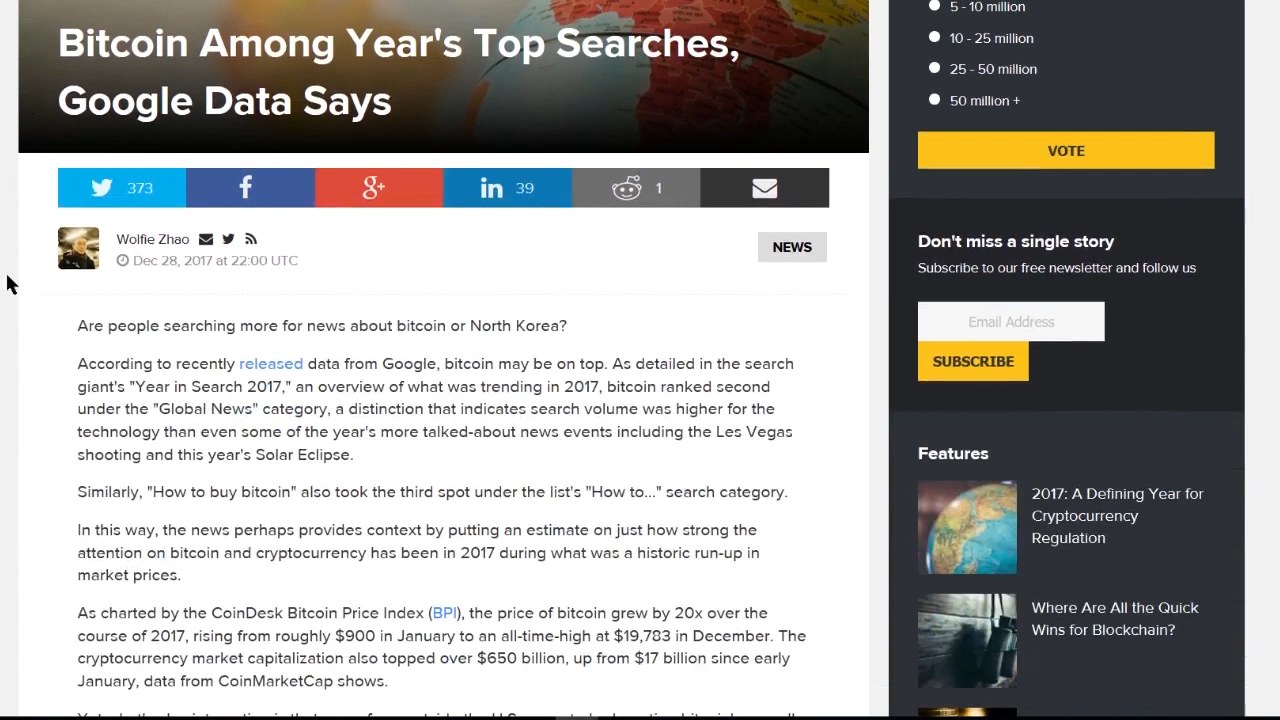 Bitcoin Among Year's Top Searches,
Google Data Says
373
39
1
Wolfie Zhao
Dec 28, 2017 at 22:00 UTC
NEWS
Are people searching more for news about bitcoin or North Korea?
According to recently released data from Google, bitcoin may be on top. As detailed in the search
giant's "Year in Search 2017," an overview of what was trending in 2017, bitcoin ranked second
under the "Global News" category, a distinction that indicates search volume was higher for the
technology than even some of the year's more talked-about news events including the Les Vegas
shooting and this year's Solar Eclipse.
Similarly, "How to buy bitcoin" also took the third spot under the list's "How to..." search category.
In this way, the news perhaps provides context by putting an estimate on just how strong the
attention on bitcoin and cryptocurrency has been in 2017 during what was a historic run-up in
market prices.
As charted by the CoinDesk Bitcoin Price Index (BPI), the price of bitcoin grew by 20x over the
course of 2017, rising from roughly $900 in January to an all-time-high at $19,783 in December. The
cryptocurrency market capitalization also topped over $650 billion, up from $17 billion since early
January, data from CoinMarketCap shows.
5 - 10 million
10 - 25 million
25 - 50 million
50 million +
VOTE
Don't miss a single story
Subscribe to our free newsletter and follow us
Email Address
SUBSCRIBE
Features
2017: A Defining Year for
Cryptocurrency
Regulation
Where Are All the Quick
Wins for Blockchain?